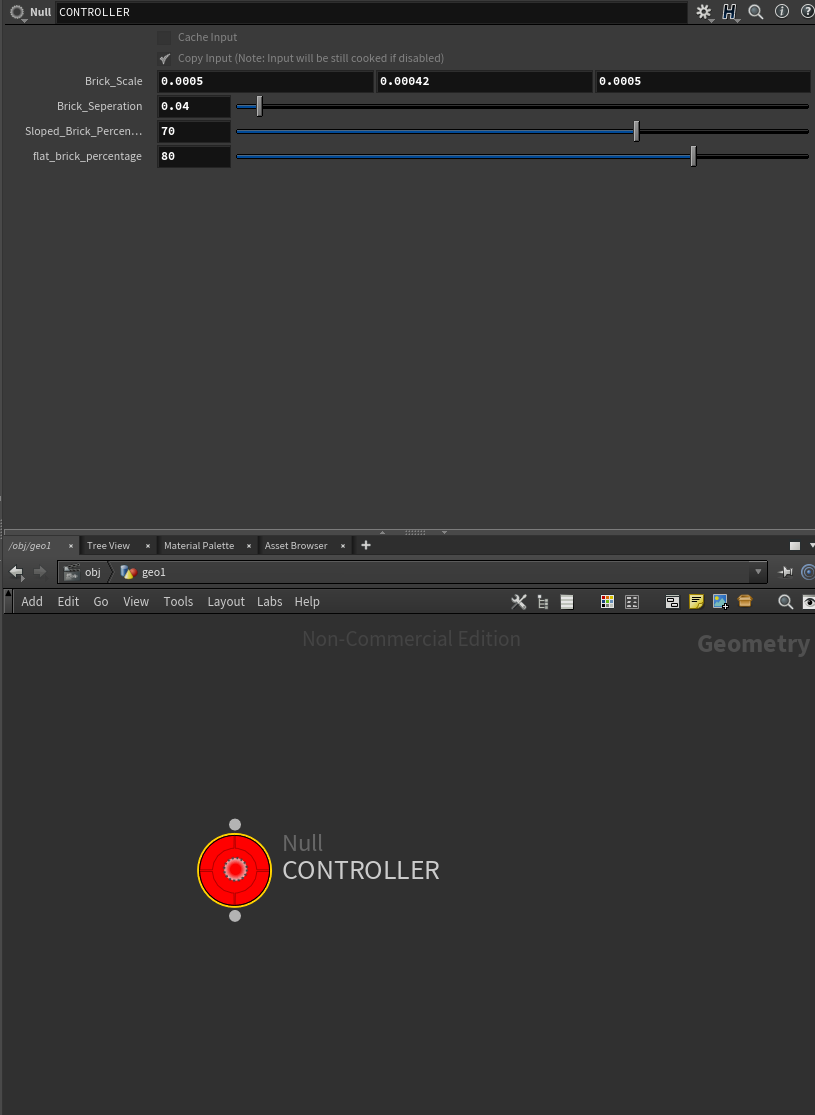 Null CONTROLLER
Cache Input
Copy Input (Note: Input will be still cooked if disabled)
Brick_Scale 0.0005 0.00042 0.0005
Brick_Seperation 0.04
Sloped_Brick_Percen... 70
flat_brick_percentage 80
/obj/geo1 × Tree View × Material Palette × Asset Browser × +
obj geo1
Add Edit Go View Tools Layout Labs Help
Non-Commercial Edition Geometry
Null
CONTROLLER